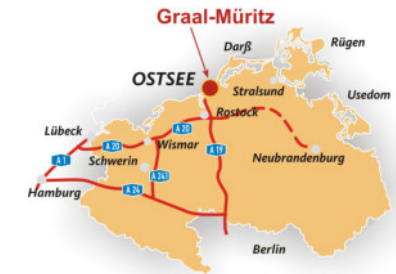 Graal-Müritz
Darß
Rügen
OSTSEE
Stralsund
Usedom
Rostock
Lübeck
A 20
A 1
A 20
Wismar
A 19
Schwerin
A 241
Neubrandenburg
Hamburg
A 24
Berlin